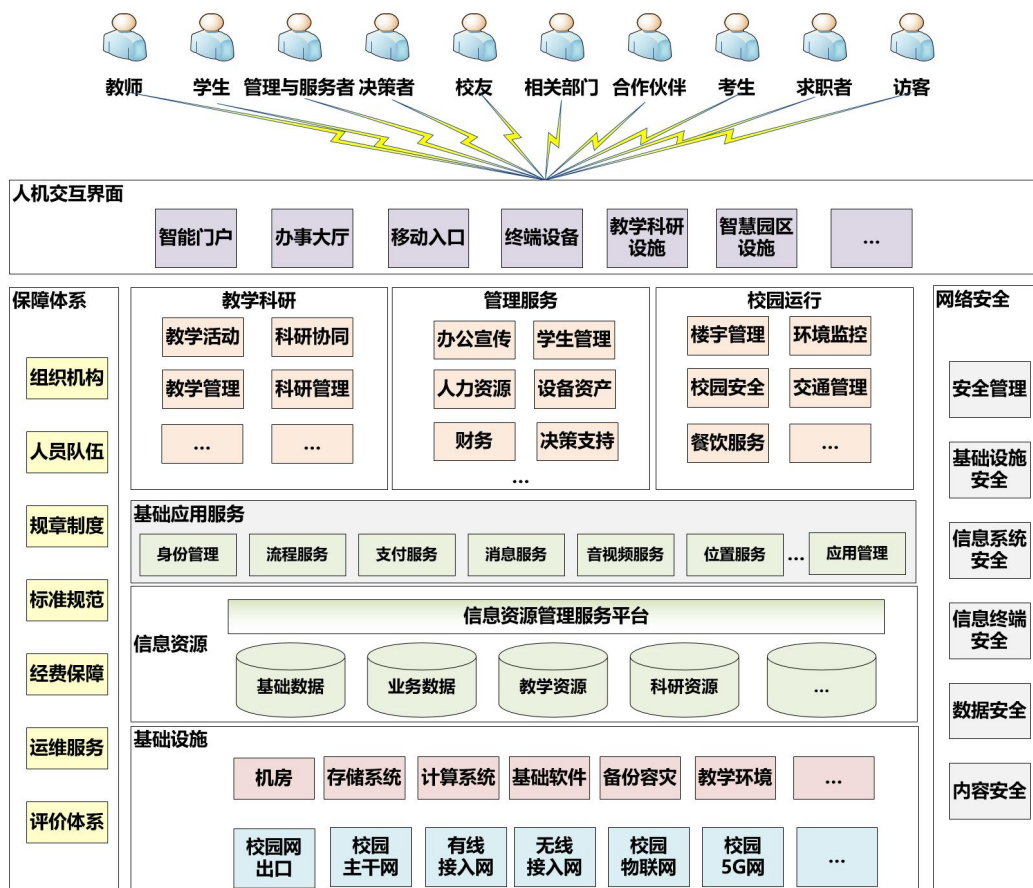 教师 学生 管理与服务者 决策者 校友 相关部门 合作伙伴 考生 求职者 访客
人机交互界面
智能门户 办事大厅 移动入口 终端设备 教学科研设施 智慧园区设施 ...
保障体系
组织机构
人员队伍
规章制度
标准规范
经费保障
运维服务
评价体系
教学科研
教学活动 科研协同
教学管理 科研管理
... ...
管理服务
办公宣传 学生管理
人力资源 设备资产
财务 决策支持
...
校园运行
楼宇管理 环境监控
校园安全 交通管理
餐饮服务 ...
基础应用服务
身份管理 流程服务 支付服务 消息服务 音视频服务 位置服务 ... 应用管理
信息资源
信息资源管理服务平台
基础数据 业务数据 教学资源 科研资源 ...
基础设施
机房 存储系统 计算系统 基础软件 备份容灾 教学环境 ...
校园网出口 校园主干网 有线接入网 无线接入网 校园物联网 校园5G网 ...
网络安全
安全管理
基础设施
安全
信息系统
安全
信息终端
安全
数据安全
内容安全